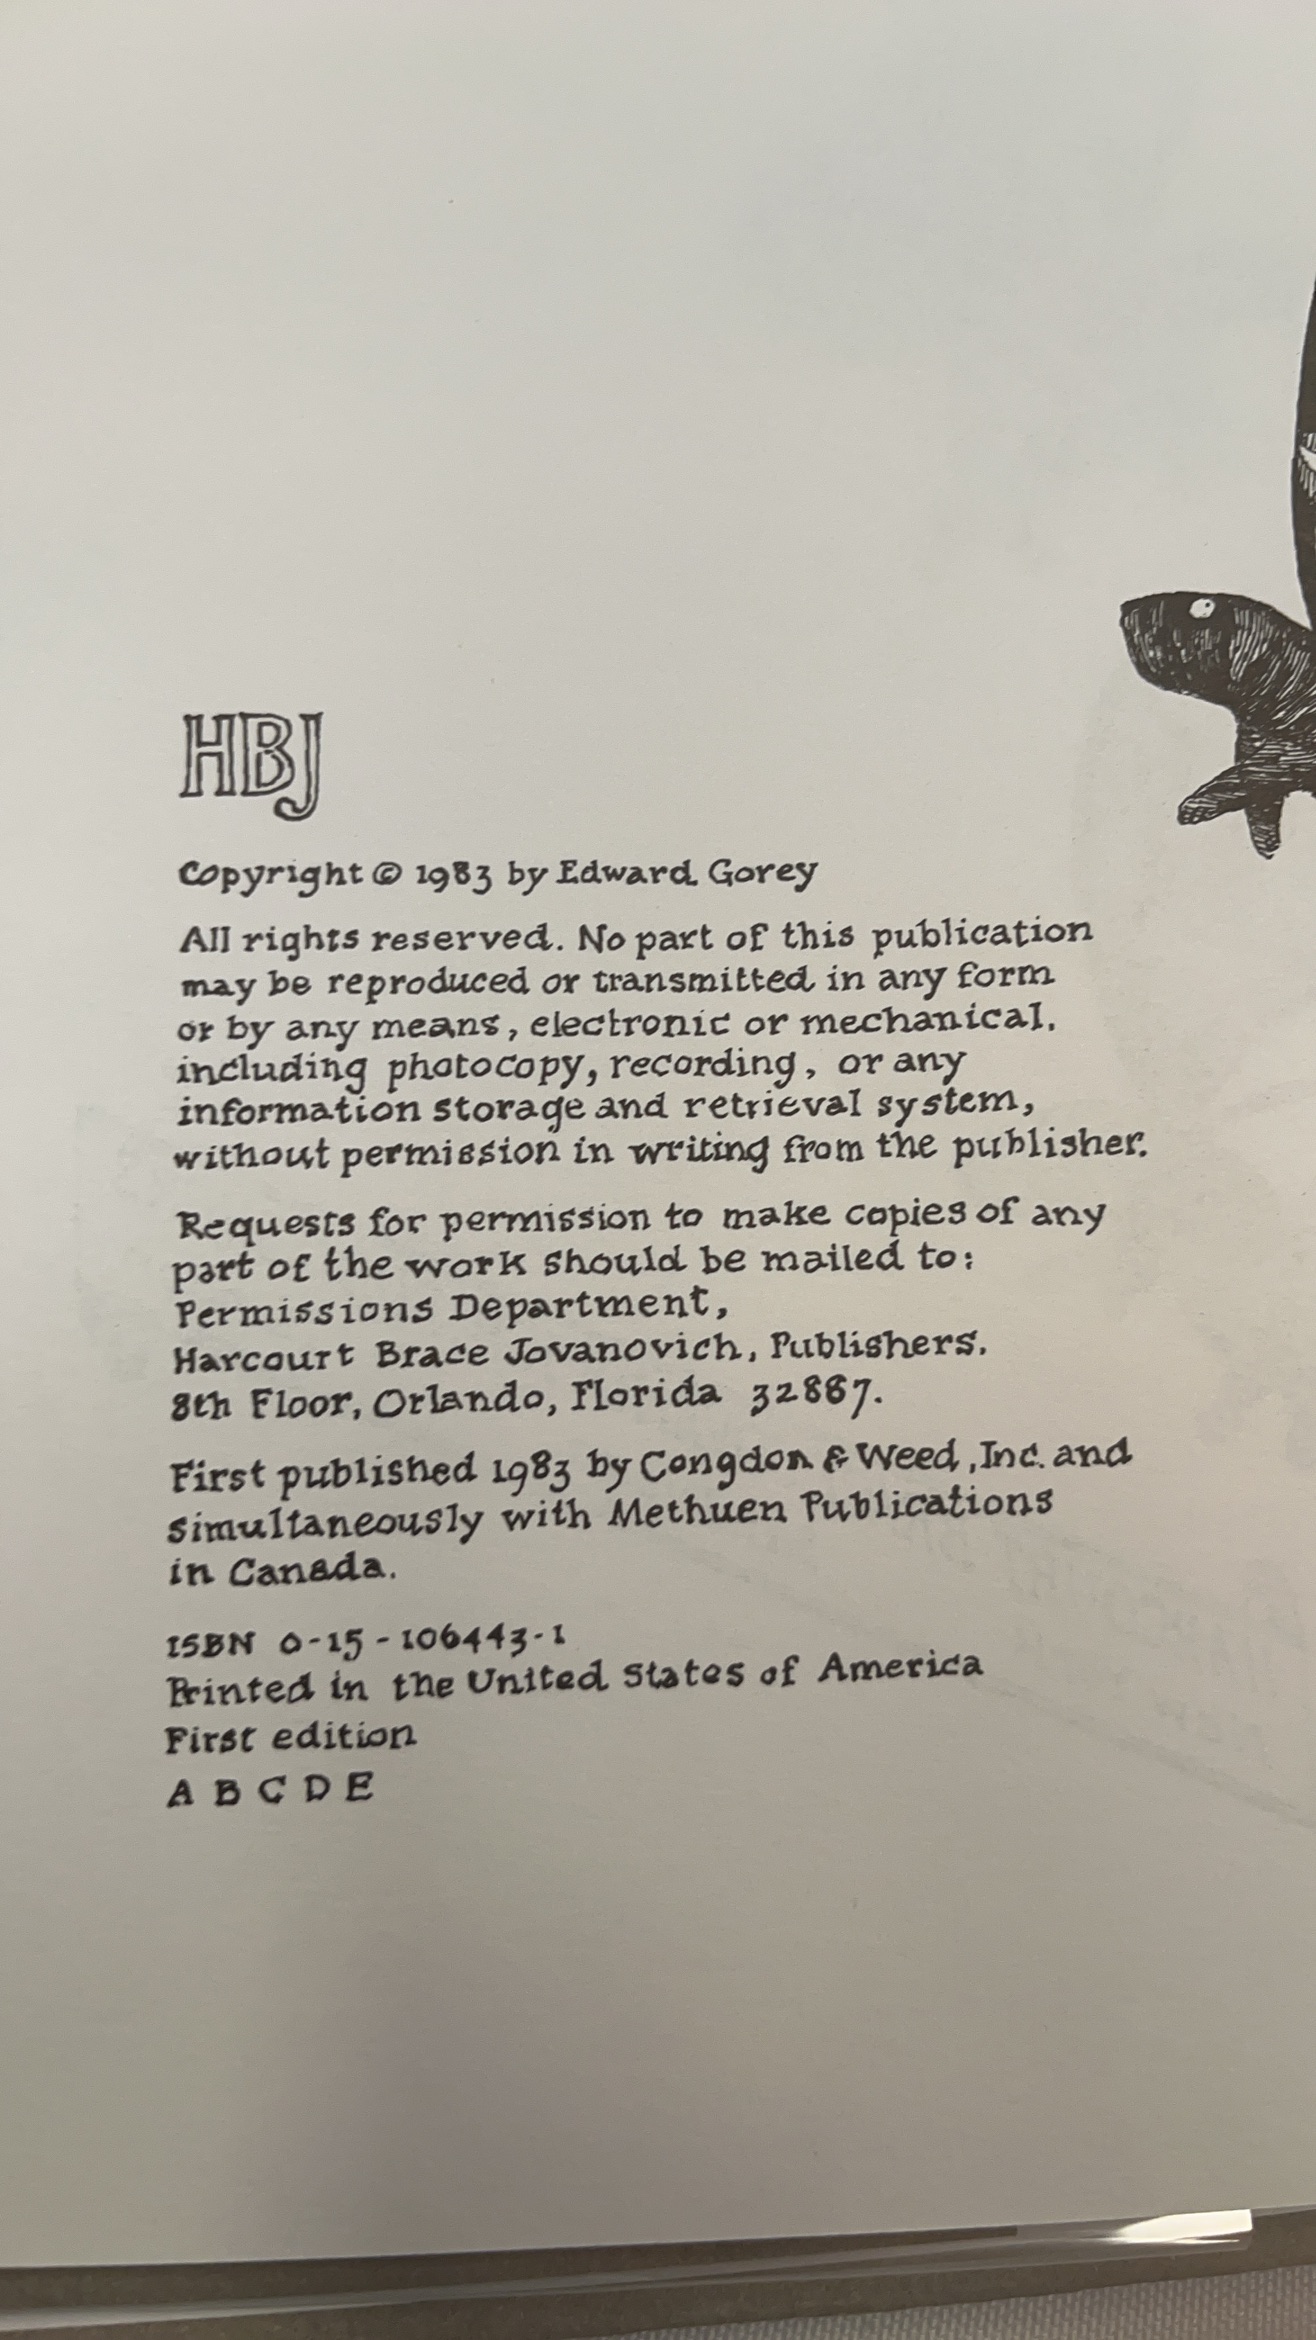 HBJ
Copyright © 1983 by Edward Gorey
All rights reserved. No part of this publication
may be reproduced or transmitted in any form
or by any means, electronic or mechanical,
including photocopy, recording, or any
information storage and retrieval system,
without permission in writing from the publisher.
Requests for permission to make copies of any
part of the work should be mailed to:
Permissions Department,
Harcourt Brace Jovanovich, Publishers,
8th Floor, Orlando, Florida 32887.
First published 1983 by Congdon & Weed, Inc. and
simultaneously with Methuen Publications
in Canada.
ISBN 0-15-106443-1
Printed in the United States of America
First edition
A B C D E